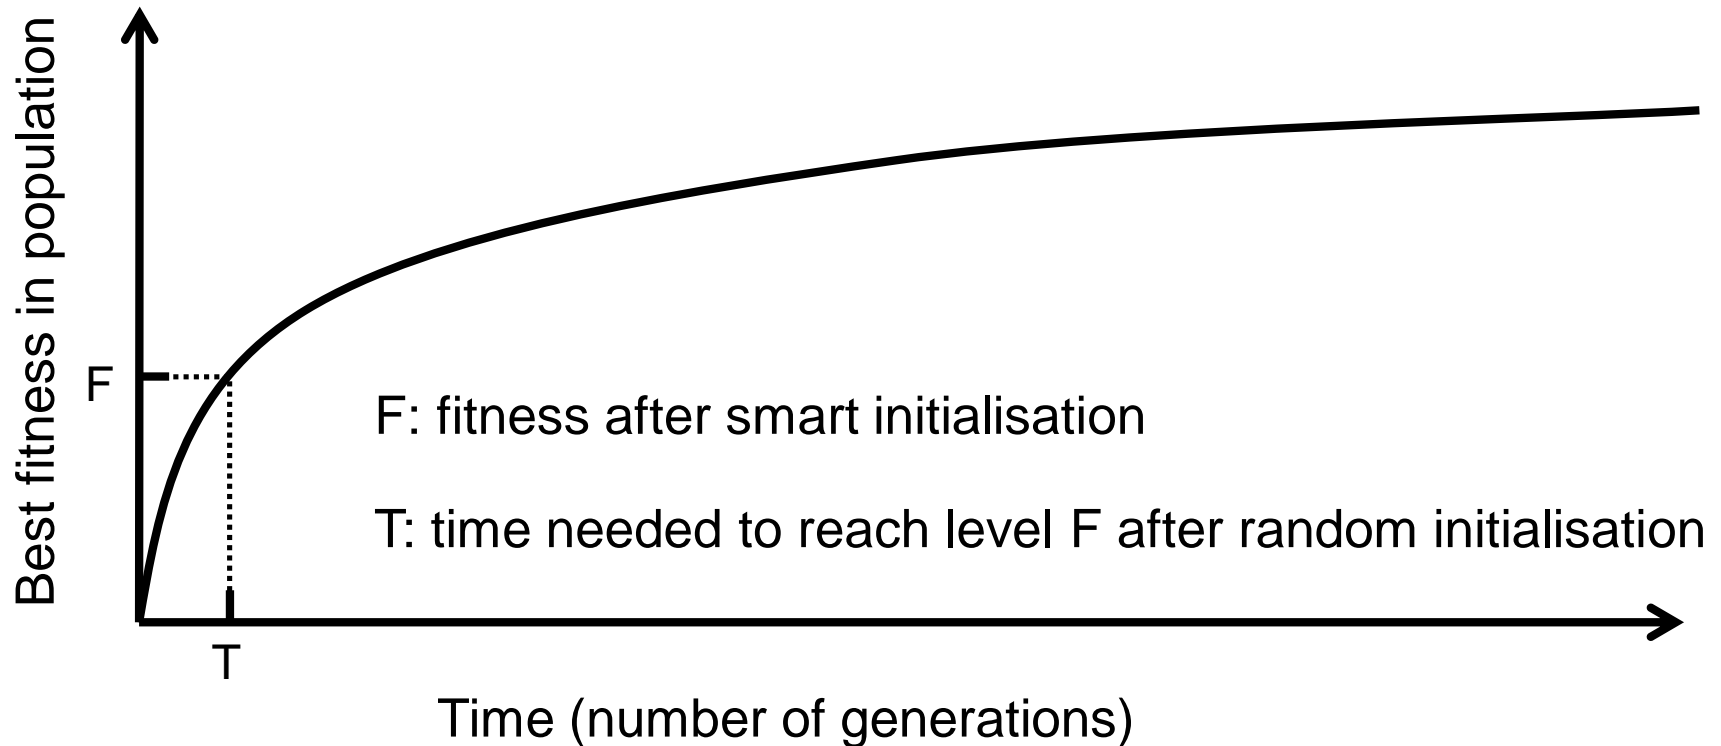 Best fitness in population
F
F: fitness after smart initialisation
T: time needed to reach level F after random initialisation
T
Time (number of generations)